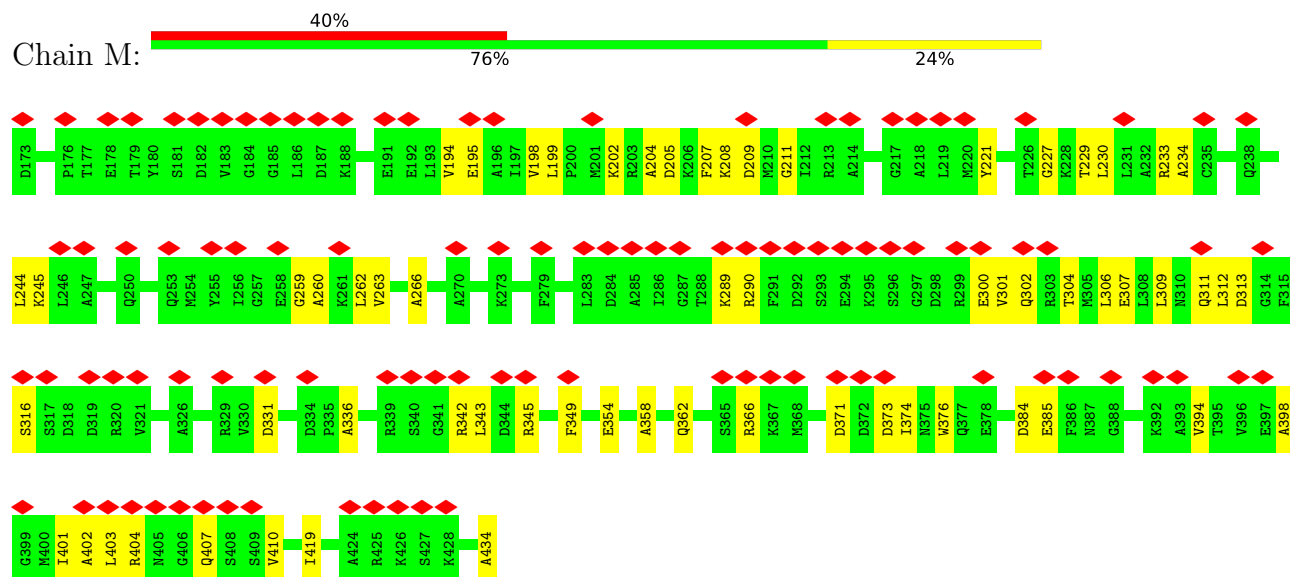 40%
Chain M:
76% 24%
D173 P176 T177 E178 T179 Y180 S181 D182 V183 G184 G185 L186 D187 K188 E191 E192 L193 V194 E195 A196 I197 V198 L199 P200 M201 K202 R203 A204 D205 K206 F207 K208 D209 M210 G211 I212 R213 A214 G217 A218 L219 M220 Y221 T226 G227 K228 T229 L230 L231 A232 R233 A234 C235 Q238
L244 K245 L246 A247 Q250 Q253 M254 Y255 I256 G257 E258 G259 A260 K261 L262 V263 A266 A270 K273 F279 L283 D284 A285 I286 G287 T288 K289 R290 F291 D292 S293 E294 K295 S296 G297 D298 R299 E300 V301 Q302 R303 T304 M305 L306 E307 L308 L309 N310 Q311 L312 D313 G314 F315
S316 S317 D318 D319 R320 V321 A326 R329 V330 D331 D334 P335 A336 R339 S340 G341 R342 L343 D344 R345 F349 E354 A358 Q362 S365 R366 K367 M368 D371 D372 D373 I374 N375 W376 Q377 E378 D384 E385 F386 N387 G388 K392 A393 V394 T395 V396 E397 A398
G399 M400 I401 A402 L403 R404 N405 G406 Q407 S408 S409 V410 I419 A424 R425 K426 S427 K428 A434